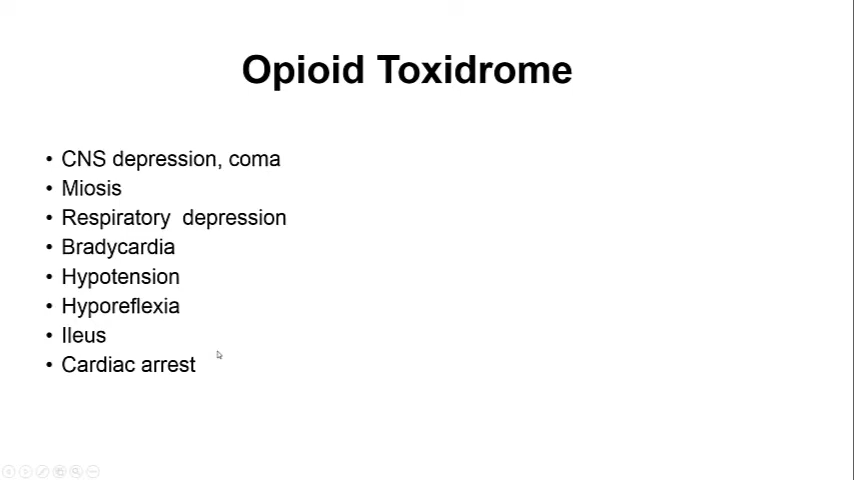 Opioid Toxidrome
• CNS depression, coma
• Miosis
• Respiratory  depression
• Bradycardia
• Hypotension
• Hyporeflexia
• Ileus
• Cardiac arrest